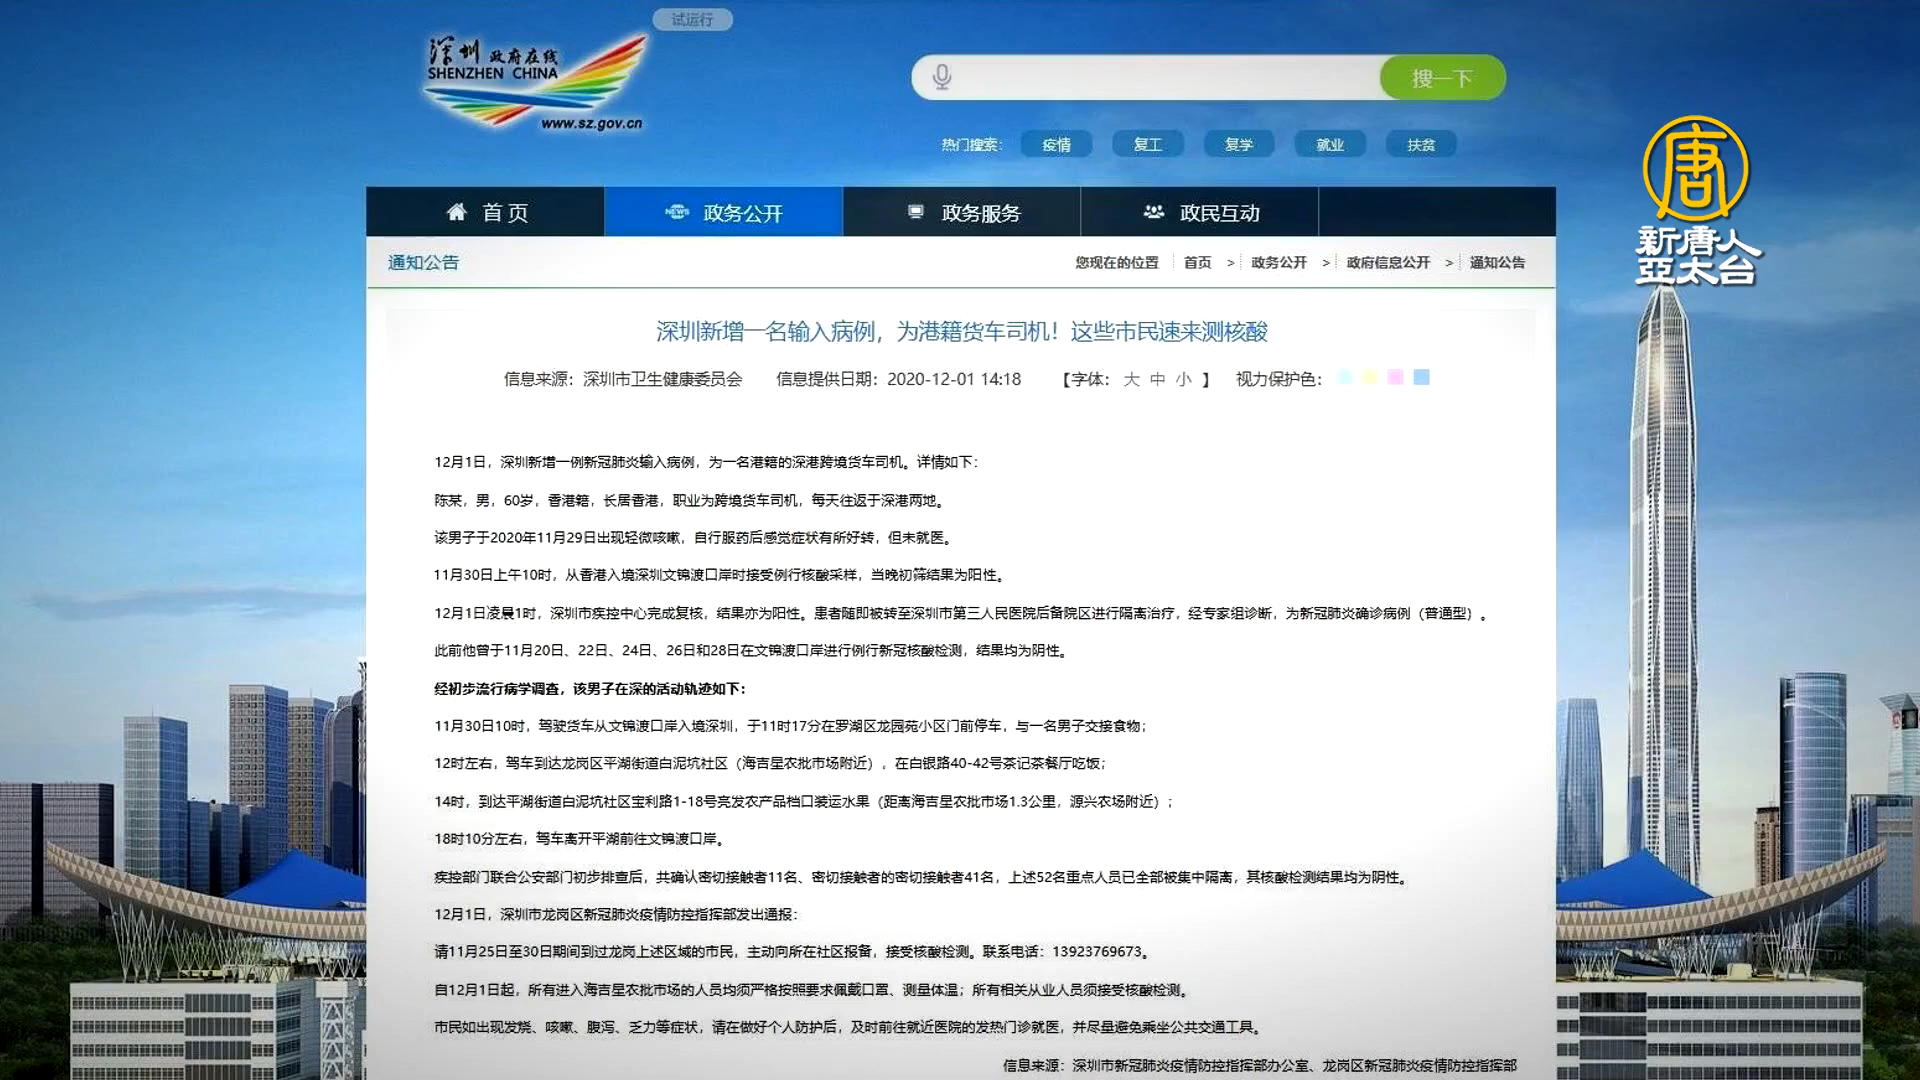 试运行
深圳 政府在线
SHENZHEN CHINA
www.sz.gov.cn
搜一下
热门搜索： 疫情 复工 复学 就业 扶贫
首页 NEWS 政务公开 政务服务 政民互动
唐
新唐人
亞太台
通知公告
您现在的位置 首页 > 政务公开 > 政府信息公开 > 通知公告
深圳新增一名输入病例，为港籍货车司机！这些市民速来测核酸
信息来源：深圳市卫生健康委员会 信息提供日期：2020-12-01 14:18 【字体： 大 中 小 】 视力保护色：
12月1日，深圳新增一例新冠肺炎输入病例，为一名港籍的深港跨境货车司机。详情如下：
陈某，男，60岁，香港籍，长居香港，职业为跨境货车司机，每天往返于深港两地。
该男子于2020年11月29日出现轻微咳嗽，自行服药后感觉症状有所好转，但未就医。
11月30日上午10时，从香港入境深圳文锦渡口岸时接受例行核酸采样，当晚初筛结果为阳性。
12月1日凌晨1时，深圳市疾控中心完成复核，结果亦为阳性。患者随即被转至深圳市第三人民医院后备院区进行隔离治疗，经专家组诊断，为新冠肺炎确诊病例（普通型）。
此前他曾于11月20日、22日、24日、26日和28日在文锦渡口岸进行例行新冠核酸检测，结果均为阴性。
经初步流行病学调查，该男子在深的活动轨迹如下：
11月30日10时，驾驶货车从文锦渡口岸入境深圳，于11时17分在罗湖区龙园苑小区门前停车，与一名男子交接食物；
12时左右，驾车到达龙岗区平湖街道白泥坑社区（海吉星农批市场附近），在白银路40-42号茶记茶餐厅吃饭；
14时，到达平湖街道白泥坑社区宝利路1-18号亮发农产品档口装运水果（距离海吉星农批市场1.3公里，源兴农场附近）；
18时10分左右，驾车离开平湖前往文锦渡口岸。
疾控部门联合公安部门初步排查后，共确认密切接触者11名、密切接触者的密切接触者41名，上述52名重点人员已全部被集中隔离，其核酸检测结果均为阴性。
12月1日，深圳市龙岗区新冠肺炎疫情防控指挥部发出通报：
请11月25日至30日期间到过龙岗上述区域的市民，主动向所在社区报备，接受核酸检测。联系电话：13923769673。
自12月1日起，所有进入海吉星农批市场的人员均须严格按照要求佩戴口罩、测量体温；所有相关从业人员须接受核酸检测。
市民如出现发烧、咳嗽、腹泻、乏力等症状，请在做好个人防护后，及时前往就近医院的发热门诊就医，并尽量避免乘坐公共交通工具。
信息来源：深圳市新冠肺炎疫情防控指挥部办公室、龙岗区新冠肺炎疫情防控指挥部